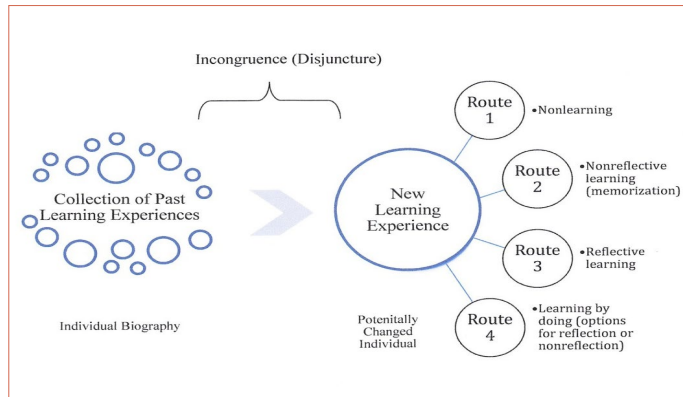 Incongruence (Disjuncture)
Collection of Past
Learning Experiences
Individual Biography
New
Learning
Experience
Potenitally
Changed
Individual
Route
1
•Nonlearning
Route
2
•Nonreflective
learning
(memorization)
Route
3
•Reflective
learning
Route
4
•Learning by
doing (options
for reflection or
nonreflection)